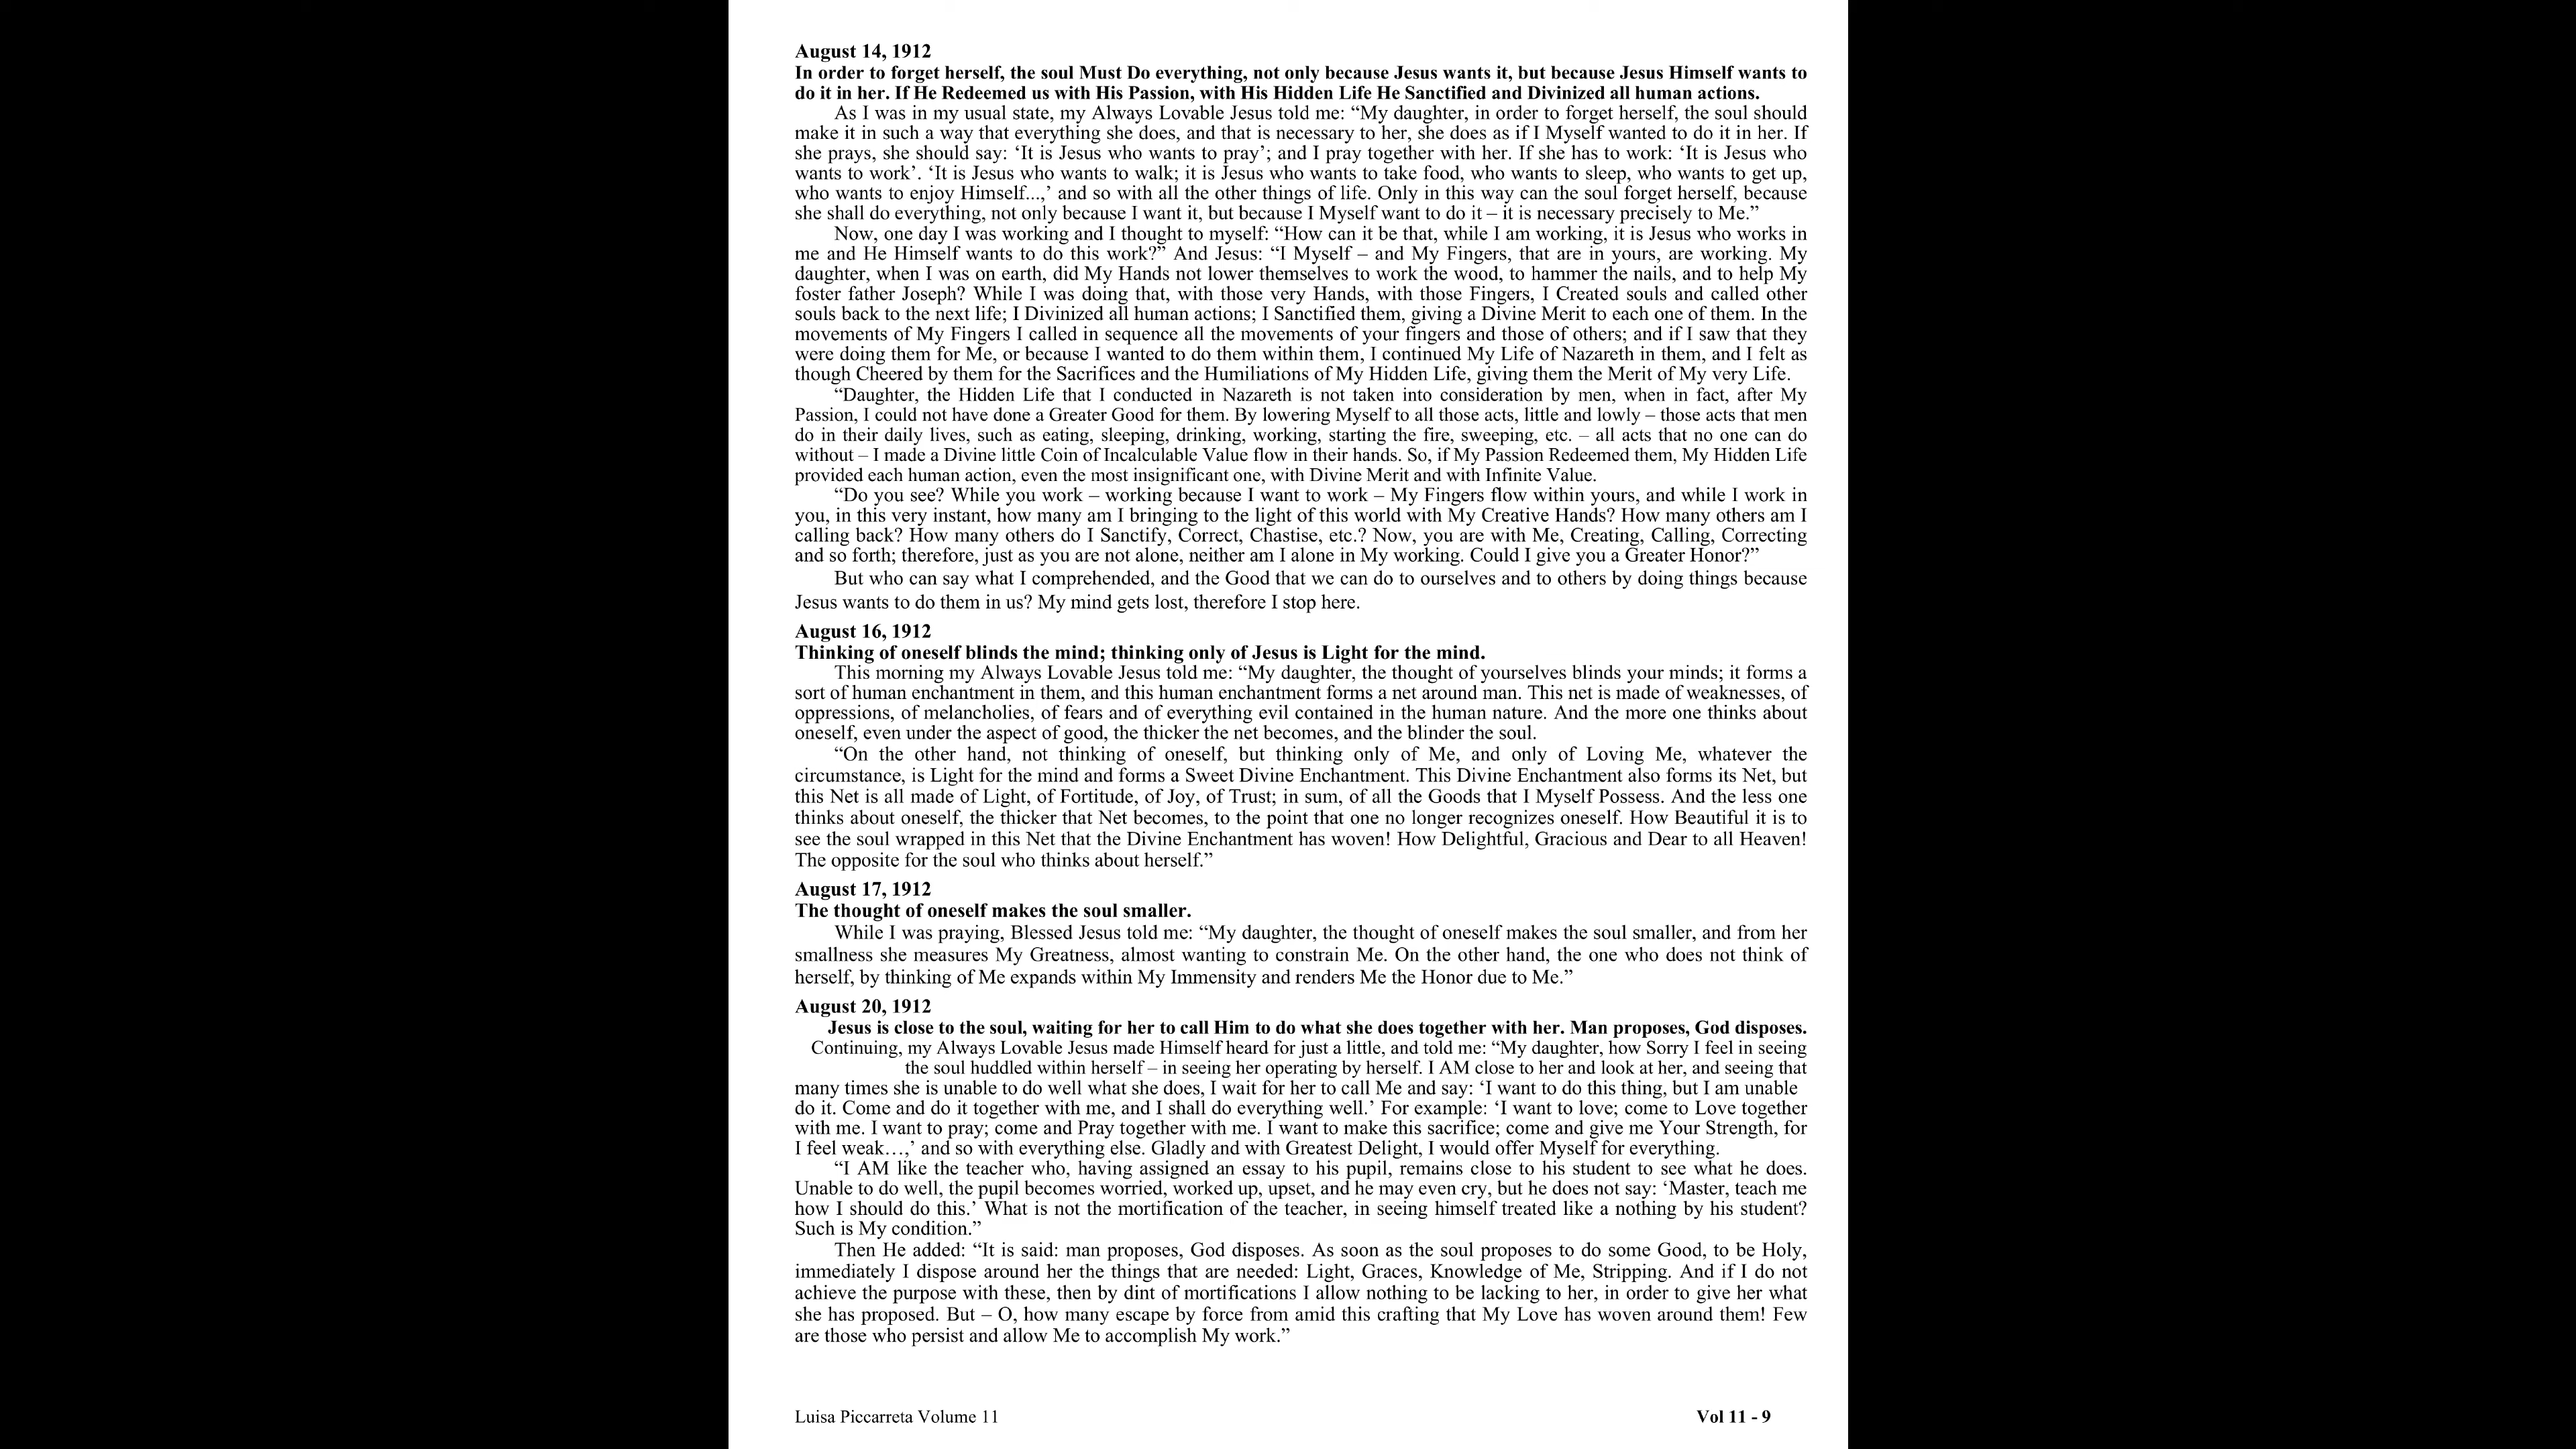 August 14, 1912
In order to forget herself, the soul Must Do everything, not only because Jesus wants it, but because Jesus Himself wants to
do it in her. If He Redeemed us with His Passion, with His Hidden Life He Sanctified and Divinized all human actions.
As I was in my usual state, my Always Lovable Jesus told me: “My daughter, in order to forget herself, the soul should
make it in such a way that everything she does, and that is necessary to her, she does as if I Myself wanted to do it in her. If
she prays, she should say: ‘It is Jesus who wants to pray’; and I pray together with her. If she has to work: ‘It is Jesus who
wants to work’. ‘It is Jesus who wants to walk; it is Jesus who wants to take food, who wants to sleep, who wants to get up,
who wants to enjoy Himself...,’ and so with all the other things of life. Only in this way can the soul forget herself, because
she shall do everything, not only because I want it, but because I Myself want to do it – it is necessary precisely to Me.”
Now, one day I was working and I thought to myself: “How can it be that, while I am working, it is Jesus who works in
me and He Himself wants to do this work?” And Jesus: “I Myself – and My Fingers, that are in yours, are working. My
daughter, when I was on earth, did My Hands not lower themselves to work the wood, to hammer the nails, and to help My
foster father Joseph? While I was doing that, with those very Hands, with those Fingers, I Created souls and called other
souls back to the next life; I Divinized all human actions; I Sanctified them, giving a Divine Merit to each one of them. In the
movements of My Fingers I called in sequence all the movements of your fingers and those of others; and if I saw that they
were doing them for Me, or because I wanted to do them within them, I continued My Life of Nazareth in them, and I felt as
though Cheered by them for the Sacrifices and the Humiliations of My Hidden Life, giving them the Merit of My very Life.
“Daughter, the Hidden Life that I conducted in Nazareth is not taken into consideration by men, when in fact, after My
Passion, I could not have done a Greater Good for them. By lowering Myself to all those acts, little and lowly – those acts that men
do in their daily lives, such as eating, sleeping, drinking, working, starting the fire, sweeping, etc. – all acts that no one can do
without – I made a Divine little Coin of Incalculable Value flow in their hands. So, if My Passion Redeemed them, My Hidden Life
provided each human action, even the most insignificant one, with Divine Merit and with Infinite Value.
“Do you see? While you work – working because I want to work – My Fingers flow within yours, and while I work in
you, in this very instant, how many am I bringing to the light of this world with My Creative Hands? How many others am I
calling back? How many others do I Sanctify, Correct, Chastise, etc.? Now, you are with Me, Creating, Calling, Correcting
and so forth; therefore, just as you are not alone, neither am I alone in My working. Could I give you a Greater Honor?”
But who can say what I comprehended, and the Good that we can do to ourselves and to others by doing things because
Jesus wants to do them in us? My mind gets lost, therefore I stop here.
August 16, 1912
Thinking of oneself blinds the mind; thinking only of Jesus is Light for the mind.
This morning my Always Lovable Jesus told me: “My daughter, the thought of yourselves blinds your minds; it forms a
sort of human enchantment in them, and this human enchantment forms a net around man. This net is made of weaknesses, of
oppressions, of melancholies, of fears and of everything evil contained in the human nature. And the more one thinks about
oneself, even under the aspect of good, the thicker the net becomes, and the blinder the soul.
“On the other hand, not thinking of oneself, but thinking only of Me, and only of Loving Me, whatever the
circumstance, is Light for the mind and forms a Sweet Divine Enchantment. This Divine Enchantment also forms its Net, but
this Net is all made of Light, of Fortitude, of Joy, of Trust; in sum, of all the Goods that I Myself Possess. And the less one
thinks about oneself, the thicker that Net becomes, to the point that one no longer recognizes oneself. How Beautiful it is to
see the soul wrapped in this Net that the Divine Enchantment has woven! How Delightful, Gracious and Dear to all Heaven!
The opposite for the soul who thinks about herself.”
August 17, 1912
The thought of oneself makes the soul smaller.
While I was praying, Blessed Jesus told me: “My daughter, the thought of oneself makes the soul smaller, and from her
smallness she measures My Greatness, almost wanting to constrain Me. On the other hand, the one who does not think of
herself, by thinking of Me expands within My Immensity and renders Me the Honor due to Me.”
August 20, 1912
Jesus is close to the soul, waiting for her to call Him to do what she does together with her. Man proposes, God disposes.
Continuing, my Always Lovable Jesus made Himself heard for just a little, and told me: “My daughter, how Sorry I feel in seeing
the soul huddled within herself – in seeing her operating by herself. I AM close to her and look at her, and seeing that
many times she is unable to do well what she does, I wait for her to call Me and say: ‘I want to do this thing, but I am unable
do it. Come and do it together with me, and I shall do everything well.’ For example: ‘I want to love; come to Love together
with me. I want to pray; come and Pray together with me. I want to make this sacrifice; come and give me Your Strength, for
I feel weak…,’ and so with everything else. Gladly and with Greatest Delight, I would offer Myself for everything.
“I AM like the teacher who, having assigned an essay to his pupil, remains close to his student to see what he does.
Unable to do well, the pupil becomes worried, worked up, upset, and he may even cry, but he does not say: ‘Master, teach me
how I should do this.’ What is not the mortification of the teacher, in seeing himself treated like a nothing by his student?
Such is My condition.”
Then He added: “It is said: man proposes, God disposes. As soon as the soul proposes to do some Good, to be Holy,
immediately I dispose around her the things that are needed: Light, Graces, Knowledge of Me, Stripping. And if I do not
achieve the purpose with these, then by dint of mortifications I allow nothing to be lacking to her, in order to give her what
she has proposed. But – O, how many escape by force from amid this crafting that My Love has woven around them! Few
are those who persist and allow Me to accomplish My work.”
Luisa Piccarreta Volume 11
Vol 11 - 9